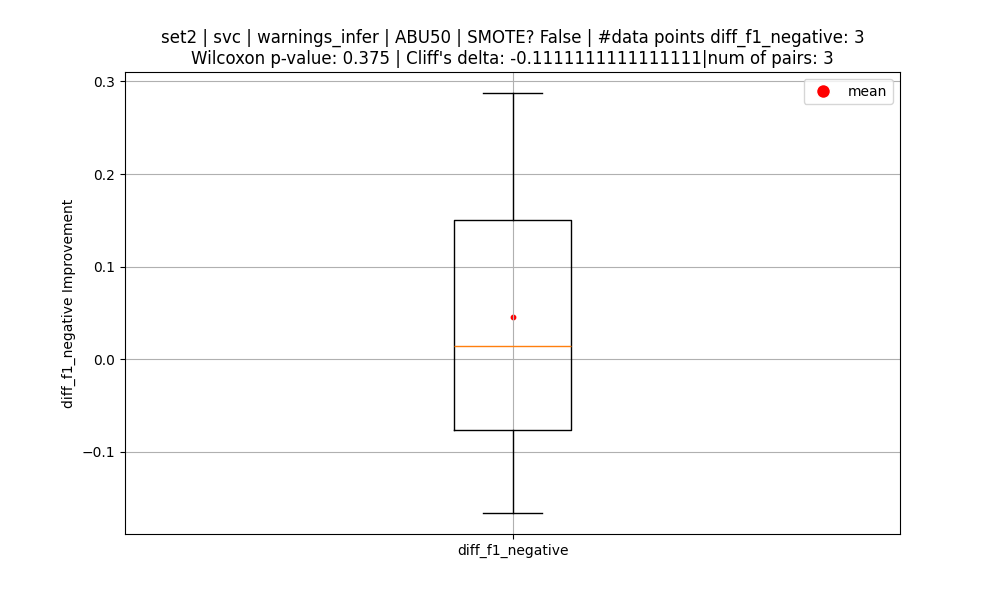 set2 | svc | warnings_infer | ABU50 | SMOTE? False | #data points diff_f1_negative: 3
Wilcoxon p-value: 0.375 | Cliff's delta: -0.1111111111111111|num of pairs: 3
mean
0.3
0.2
0.1
0.0
−0.1
diff_f1_negative Improvement
diff_f1_negative